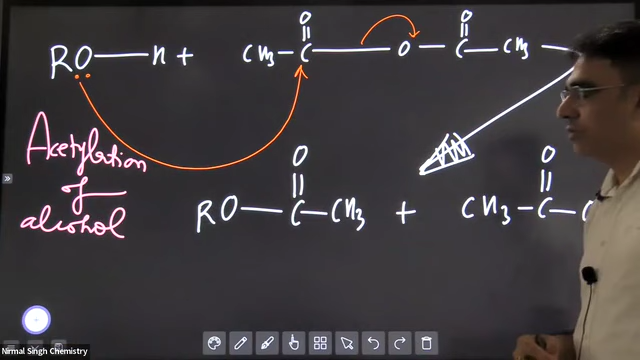 O O
RO — H + CH3 — C — O — C — CH3
Acetylation
of
alcohol
O O
RO — C — CH3 + CH3 — C —
Nirmal Singh Chemistry